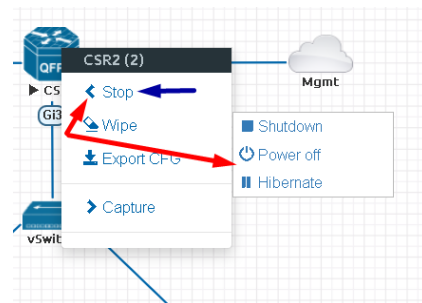 CSR2 (2)
QFP
CS
Gi3
Stop
Wipe
Export CFG
Capture
Mgmt
Shutdown
Power off
Hibernate
vSwit